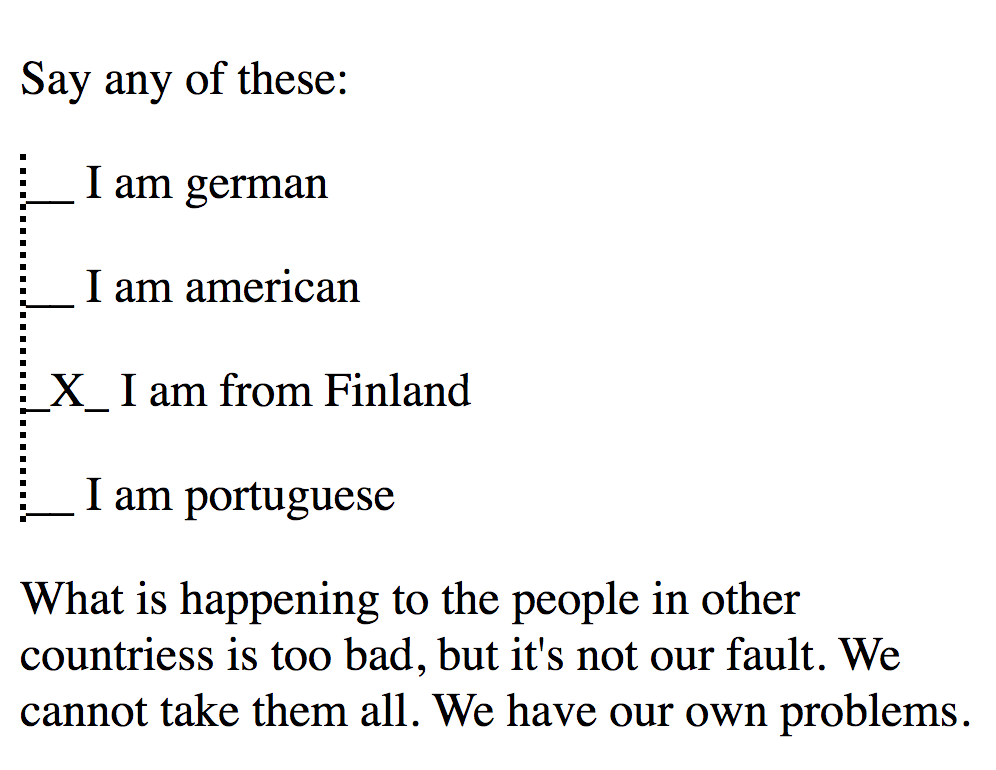 Say any of these:
__ I am german
__ I am american
_X_ I am from Finland
__ I am portuguese
What is happening to the people in other
countriess is too bad, but it's not our fault. We
cannot take them all. We have our own problems.